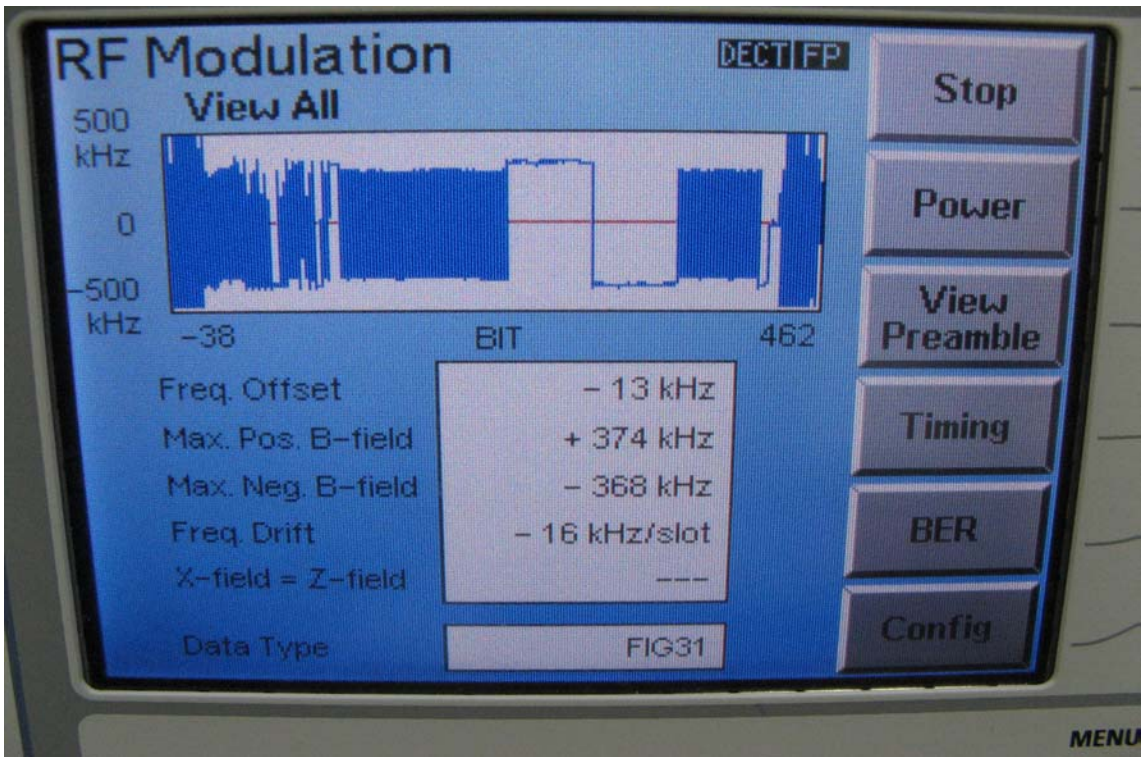 RF Modulation
DECT FP
View All
500
kHz
0
-500
kHz
-38
BIT
462
Freq. Offset
- 13 kHz
Max. Pos. B-field
+ 374 kHz
Max. Neg. B-field
- 368 kHz
Freq. Drift
- 16 kHz/slot
X-field = Z-field
---
Data Type
FIG31
Stop
Power
View
Preamble
Timing
BER
Config
MENU